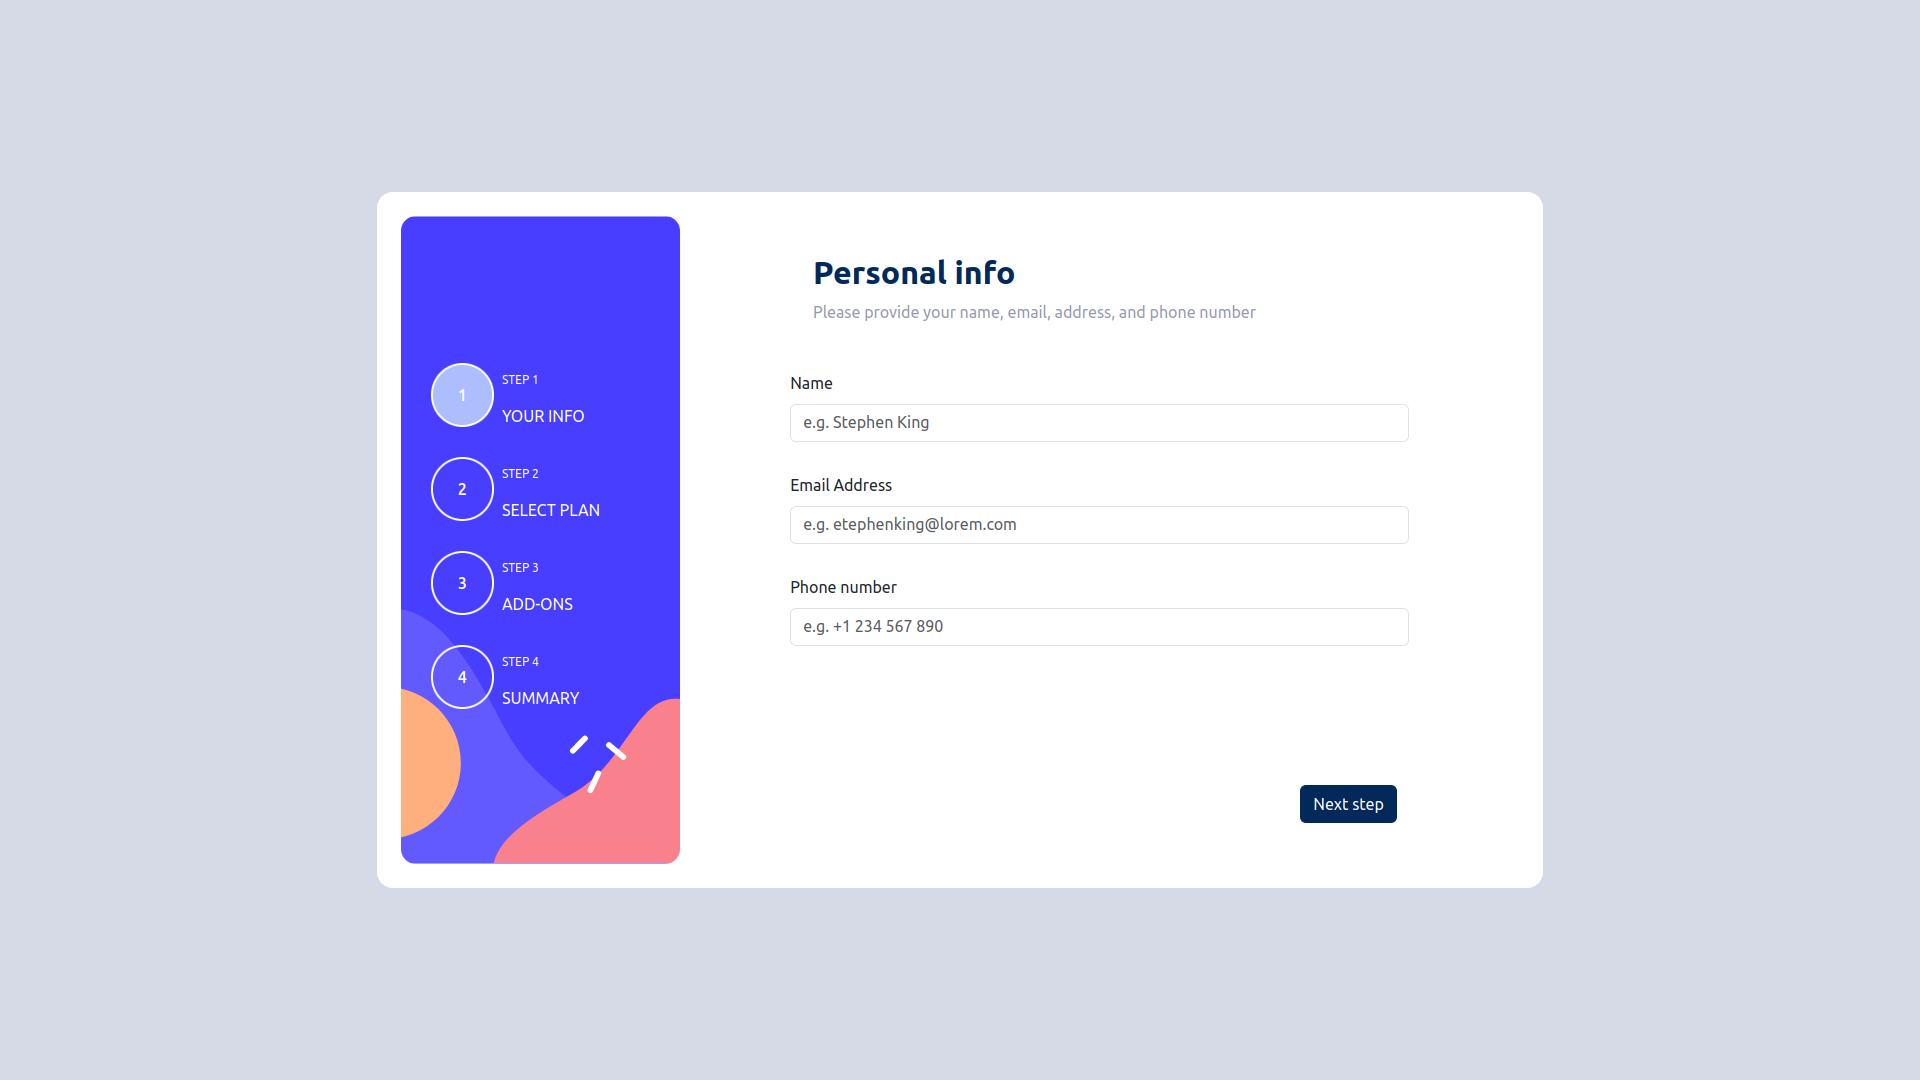 1
STEP 1
YOUR INFO
2
STEP 2
SELECT PLAN
3
STEP 3
ADD-ONS
4
STEP 4
SUMMARY
Personal info
Please provide your name, email, address, and phone number
Name
e.g. Stephen King
Email Address
e.g. etephenking@lorem.com
Phone number
e.g. +1 234 567 890
Next step